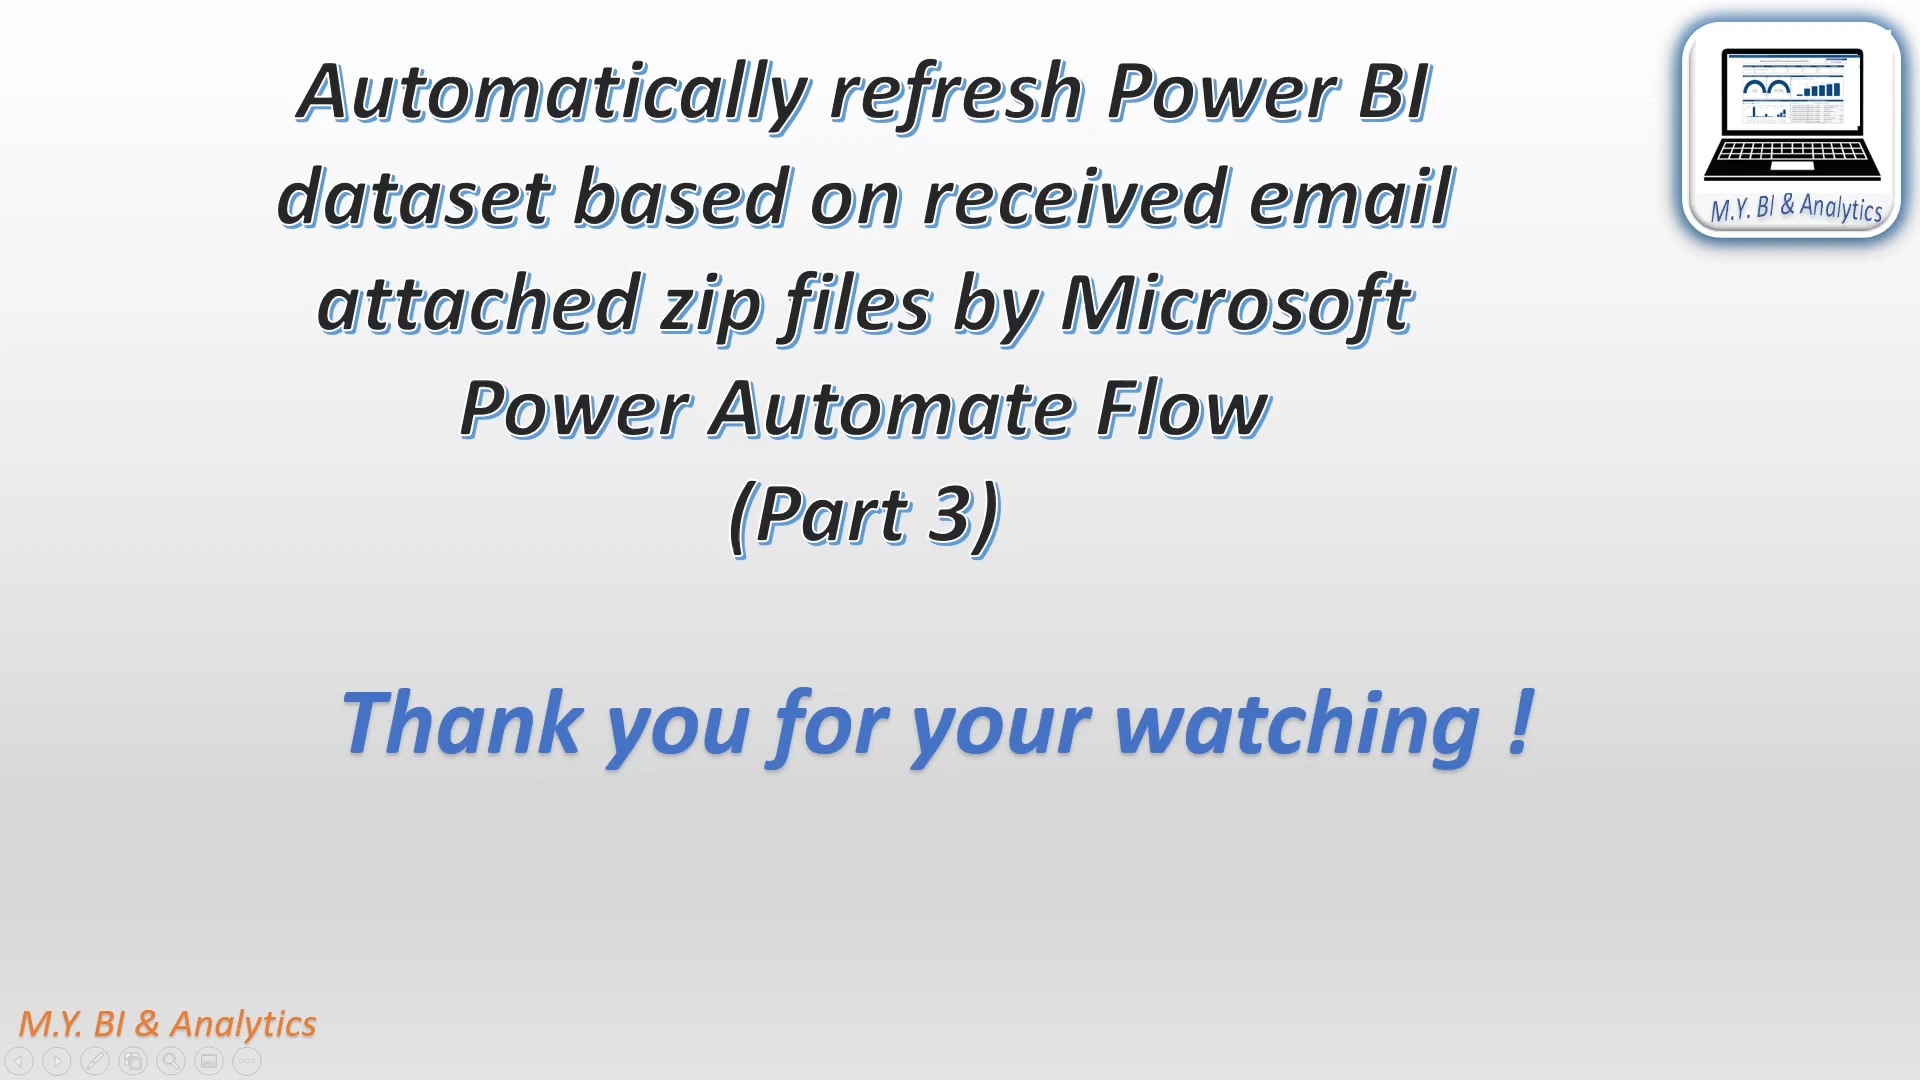 Automatically refresh Power BI
dataset based on received email
attached zip files by Microsoft
Power Automate Flow
(Part 3)
M.Y. BI & Analytics
Thank you for your watching !
M.Y. BI & Analytics